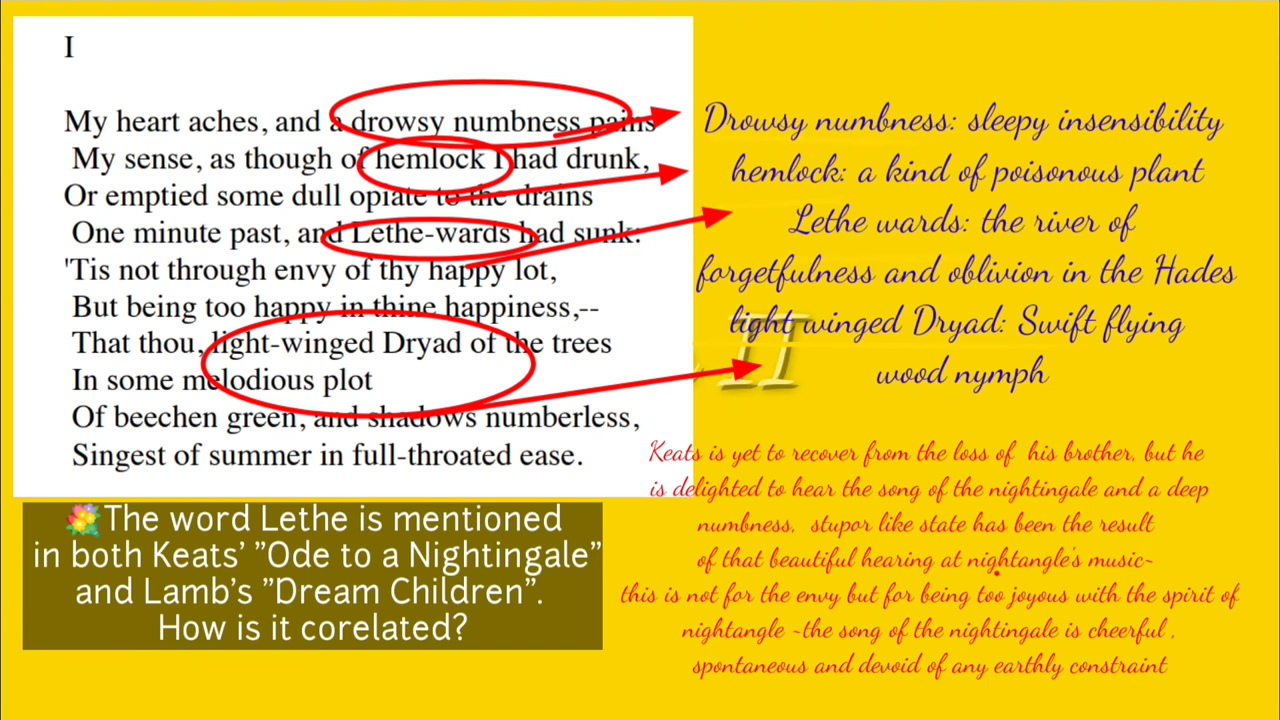 I
My heart aches, and a drowsy numbness pains
My sense, as though of hemlock I had drunk,
Or emptied some dull opiate to the drains
One minute past, and Lethe-wards had sunk:
'Tis not through envy of thy happy lot,
But being too happy in thine happiness,--
That thou, light-winged Dryad of the trees
In some melodious plot
Of beechen green, and shadows numberless,
Singest of summer in full-throated ease.
Drowsy numbness: sleepy insensibility
hemlock: a kind of poisonous plant
Lethe wards: the river of
forgetfulness and oblivion in the Hades
light winged Dryad: Swift flying
wood nymph
II
Keats is yet to recover from the loss of his brother, but he
is delighted to hear the song of the nightingale and a deep
numbness, stupor like state has been the result
of that beautiful hearing at nightangle's music~
this is not for the envy but for being too joyous with the spirit of
nightangle ~the song of the nightingale is cheerful ,
spontaneous and devoid of any earthly constraint
💐The word Lethe is mentioned
in both Keats' "Ode to a Nightingale"
and Lamb's "Dream Children".
How is it corelated?